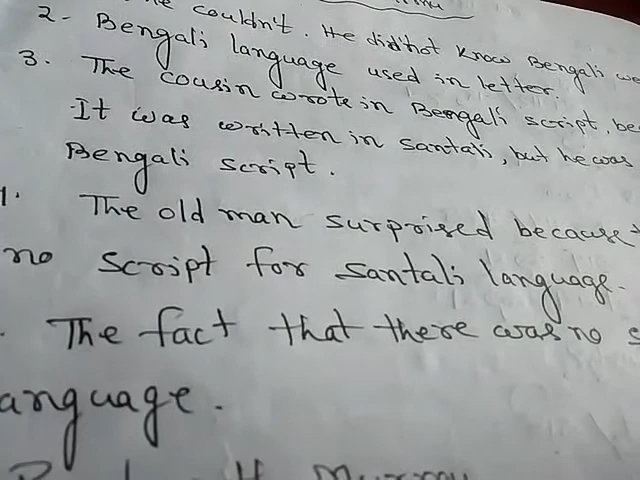 couldn't. He did not know Bengali
2. Bengali language used in letter.
3. The cousin wrote in Bengali script,
It was written in santali, but he was
Bengali script.
1. The old man surprised because
no script for santali language.
The fact that there was no
anguage.